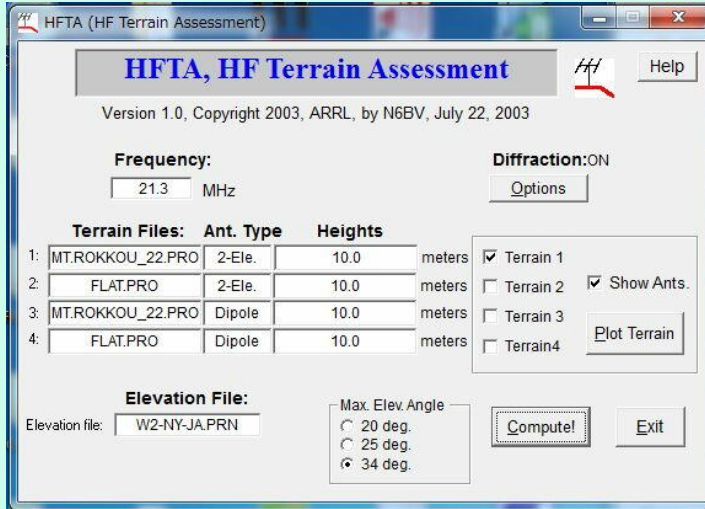 HFTA (HF Terrain Assessment)
HFTA, HF Terrain Assessment
Help
Version 1.0, Copyright 2003, ARRL, by N6BV, July 22, 2003
Frequency:
21.3 MHz
Diffraction:ON
Options
Terrain Files: Ant. Type Heights
1: MT.ROKKOU_22.PRO 2-Ele. 10.0 meters
2: FLAT.PRO 2-Ele. 10.0 meters
3: MT.ROKKOU_22.PRO Dipole 10.0 meters
4: FLAT.PRO Dipole 10.0 meters
Terrain 1
Terrain 2
Terrain 3
Terrain4
Show Ants.
Plot Terrain
Elevation File:
Elevation file: W2-NY-JA.PRN
Max. Elev. Angle
20 deg.
25 deg.
34 deg.
Compute!
Exit